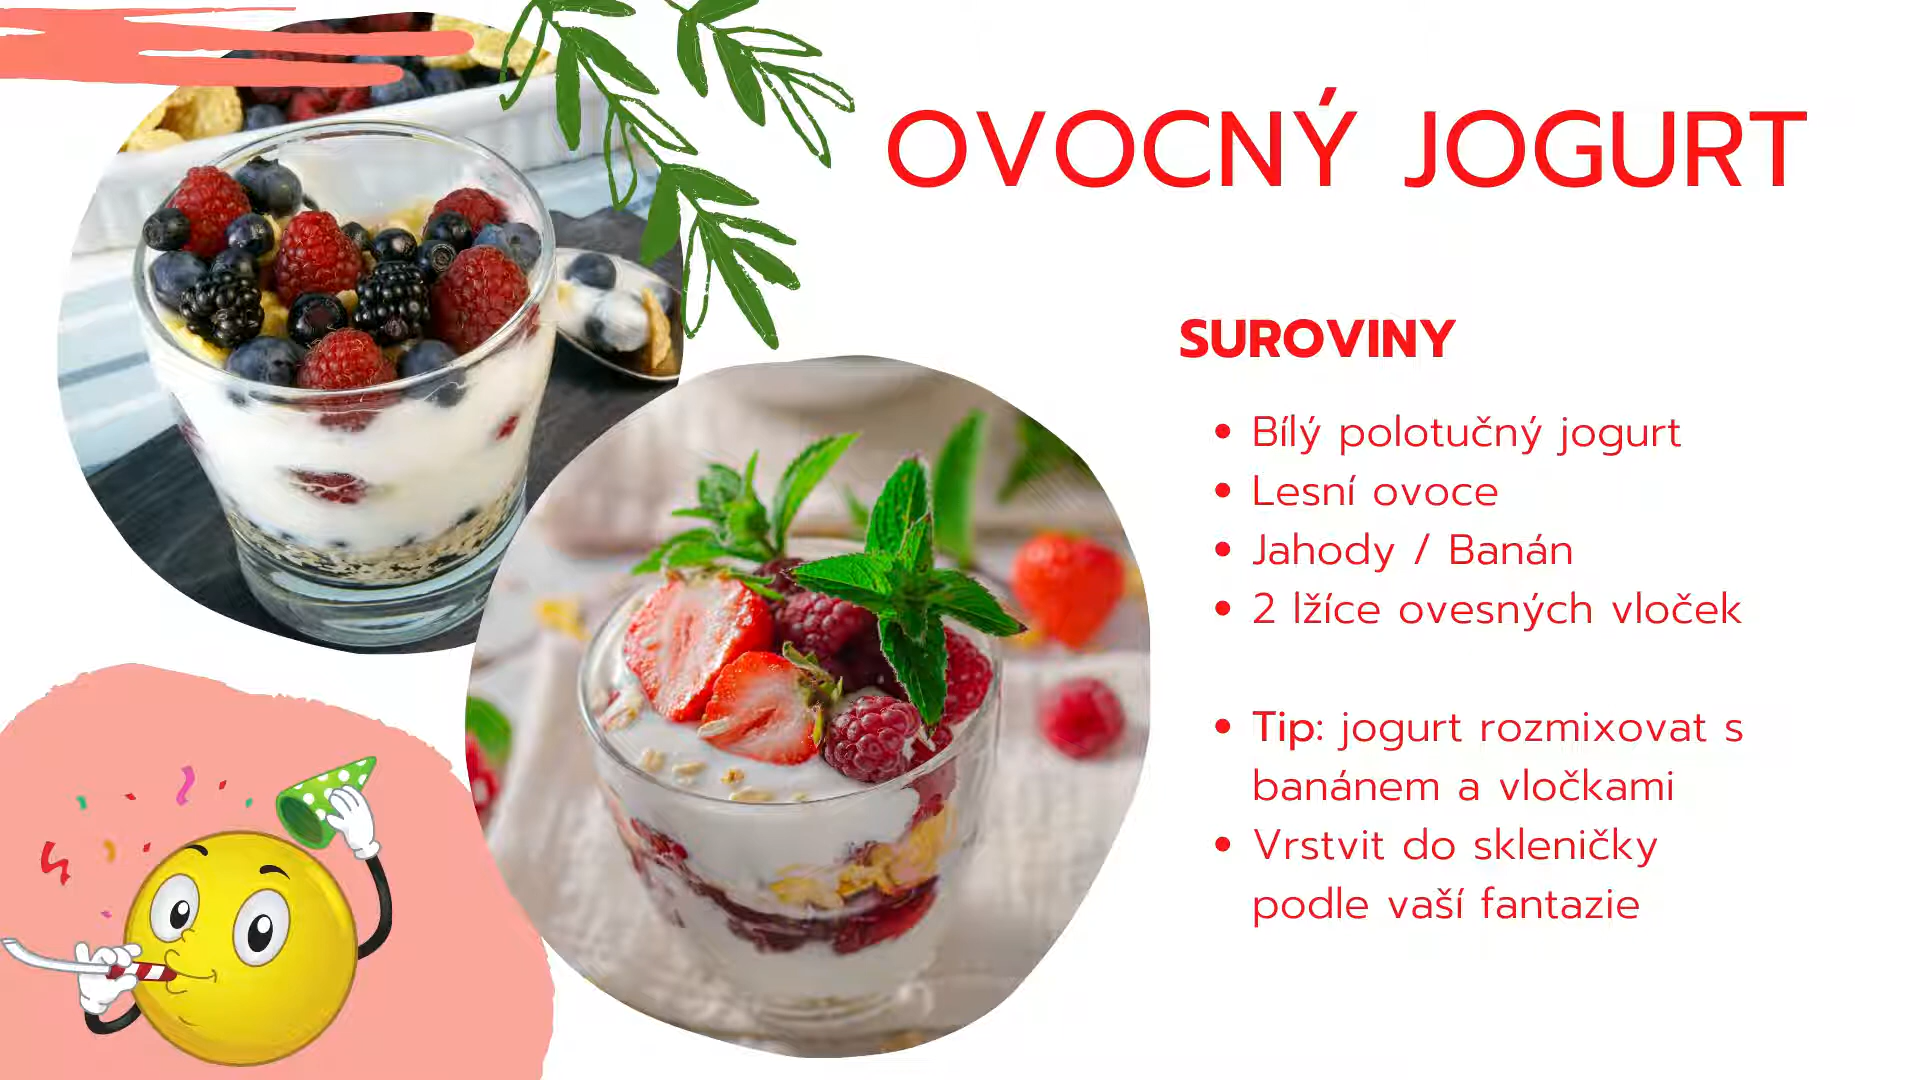 OVOCNÝ JOGURT
SUROVINY
• Bílý polotučný jogurt
• Lesní ovoce
• Jahody / Banán
• 2 lžíce ovesných vloček
• Tip: jogurt rozmixovat s
banánem a vločkami
• Vrstvit do skleničky
podle vaší fantazie